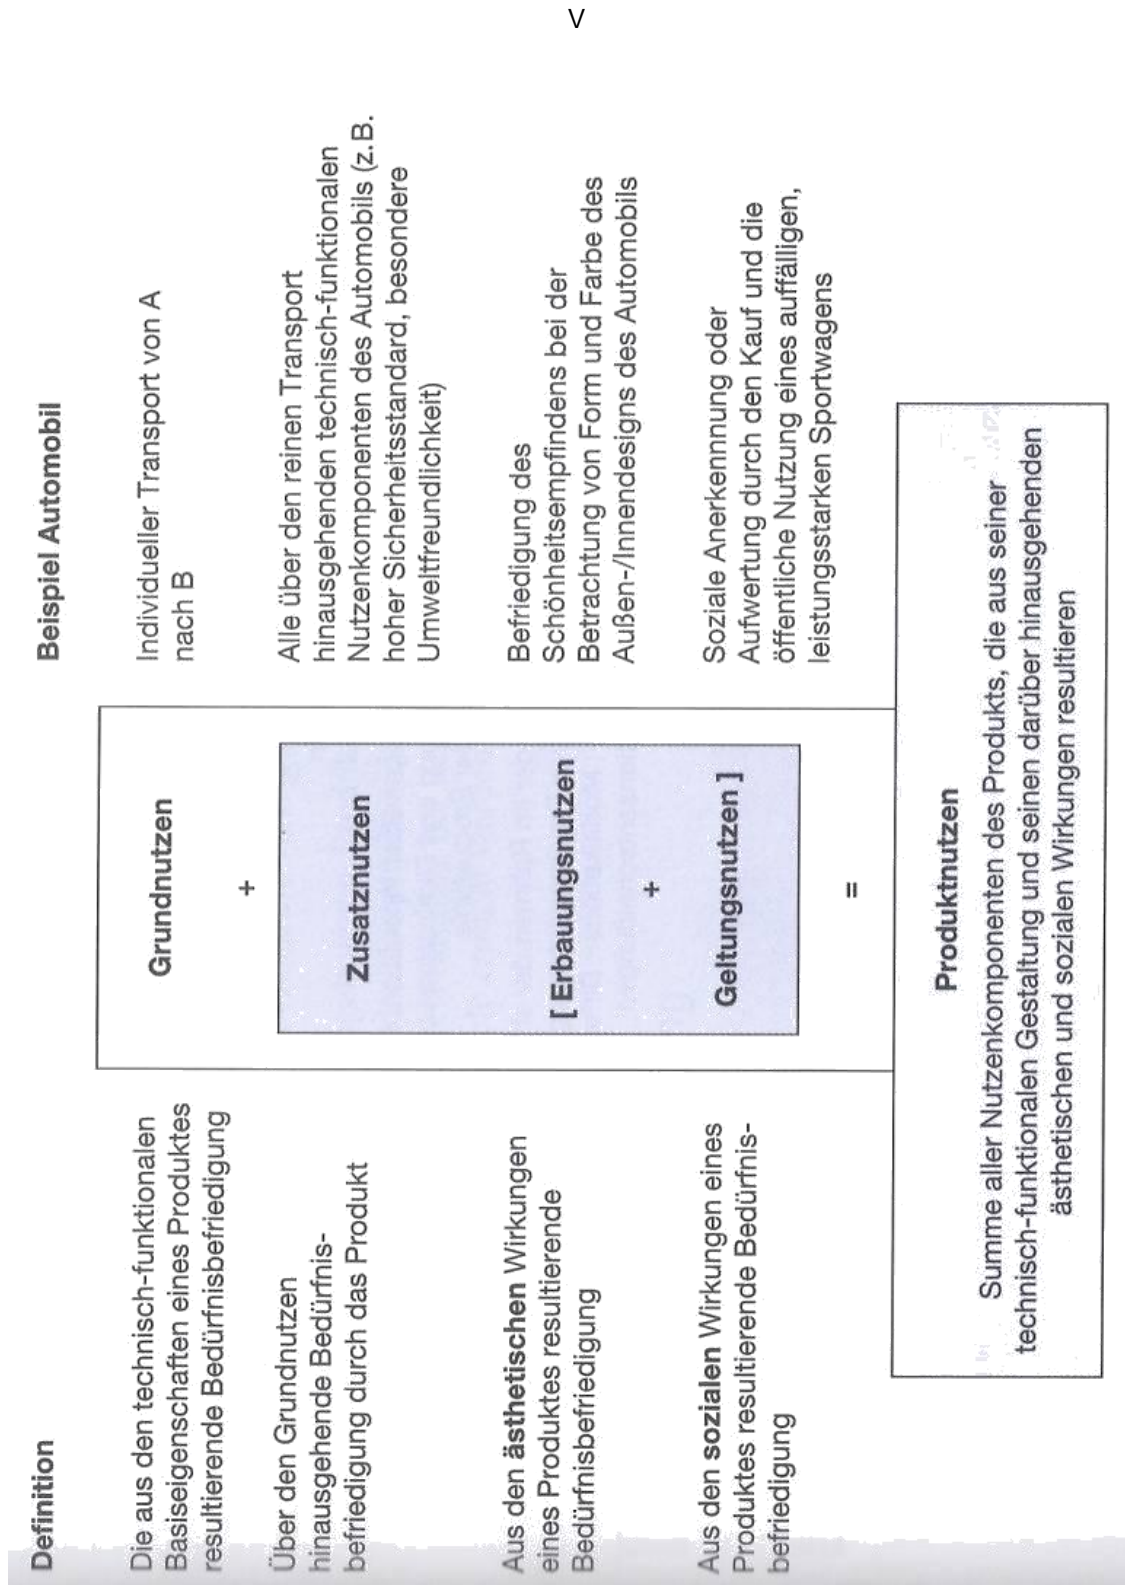 V
Definition
Beispiel Automobil
Die aus den technisch-funktionalen
Basiseigenschaften eines Produktes
resultierende Bedürfnisbefriedigung
Grundnutzen
Individueller Transport von A
nach B
+
Über den Grundnutzen
hinausgehende Bedürfnis-
befriedigung durch das Produkt
Zusatznutzen
Alle über den reinen Transport
hinausgehenden technisch-funktionalen
Nutzenkomponenten des Automobils (z.B.
hoher Sicherheitsstandard, besondere
Umweltfreundlichkeit)
Aus den ästhetischen Wirkungen
eines Produktes resultierende
Bedürfnisbefriedigung
[ Erbauungsnutzen
Befriedigung des
Schönheitsempfindens bei der
Betrachtung von Form und Farbe des
Außen-/Innendesigns des Automobils
+
Aus den sozialen Wirkungen eines
Produktes resultierende Bedürfnis-
befriedigung
Geltungsnutzen ]
Soziale Anerkennnung oder
Aufwertung durch den Kauf und die
öffentliche Nutzung eines auffälligen,
leistungsstarken Sportwagens
=
Produktnutzen
Summe aller Nutzenkomponenten des Produkts, die aus seiner
technisch-funktionalen Gestaltung und seinen darüber hinausgehenden
ästhetischen und sozialen Wirkungen resultieren